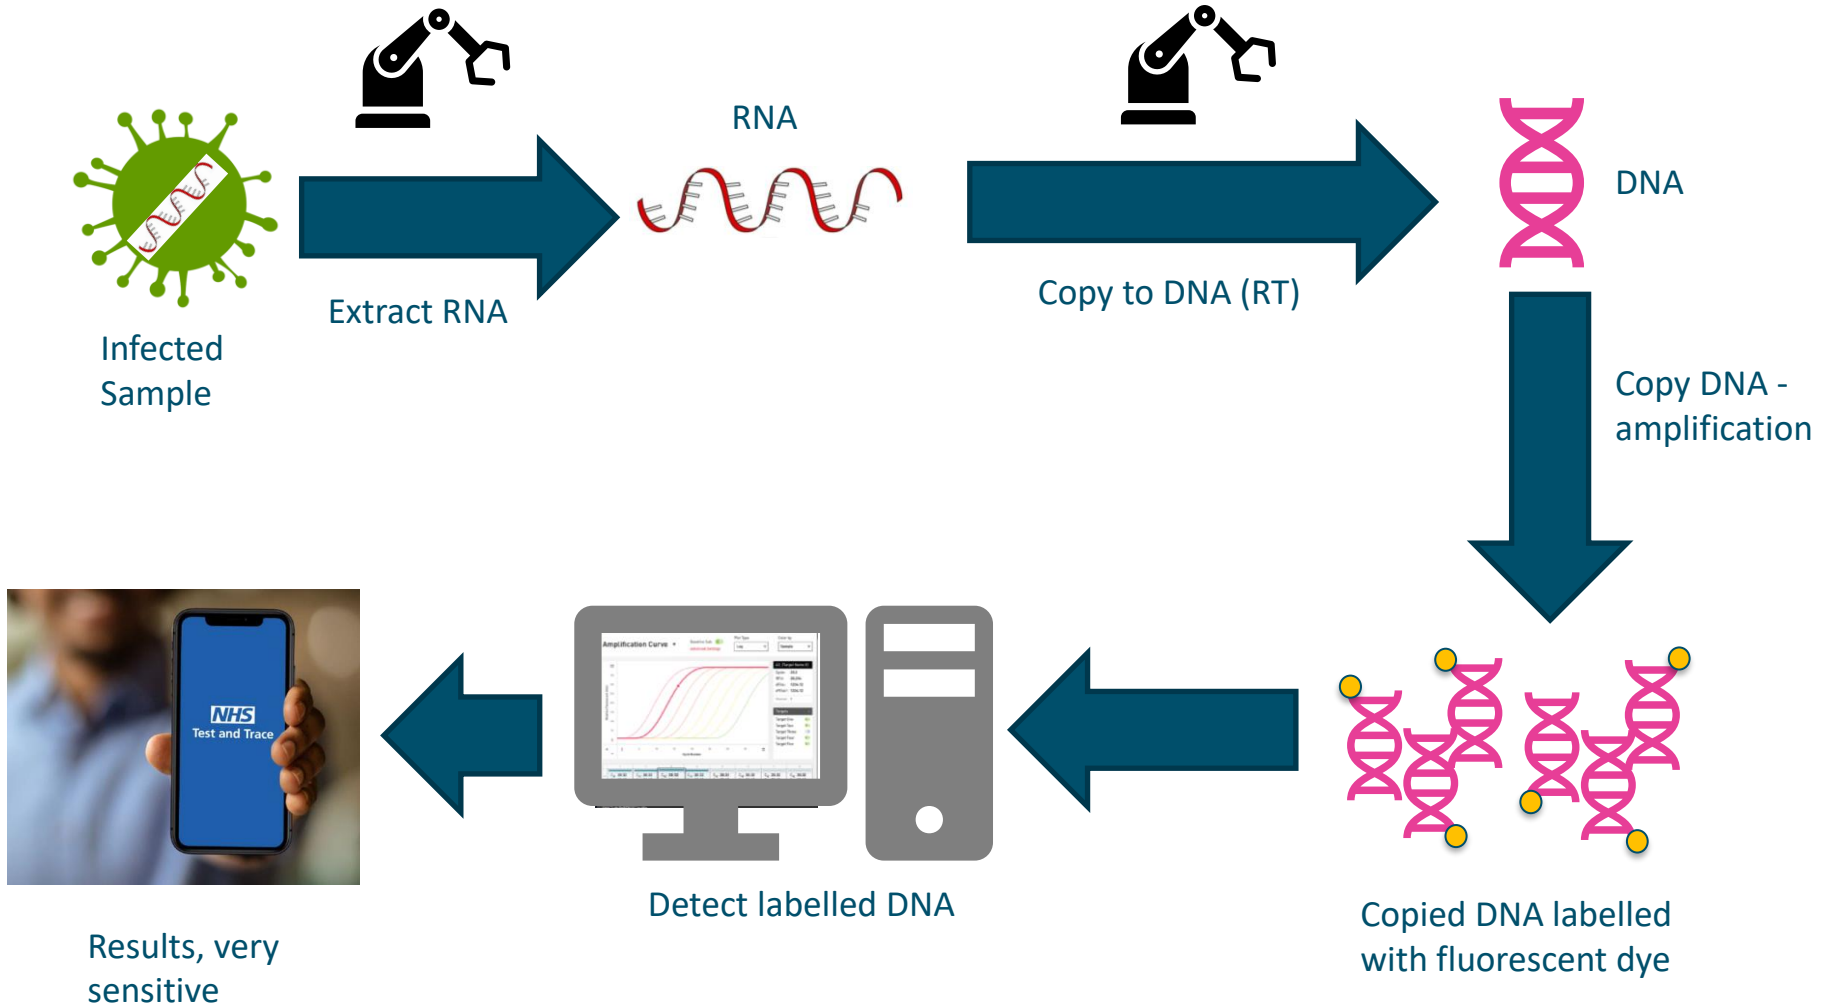 RNA
DNA
Extract RNA
Copy to DNA (RT)
Infected
Sample
Copy DNA -
amplification
Amplification Curve
NHS
Test and Trace
Detect labelled DNA
Copied DNA labelled
with fluorescent dye
Results, very
sensitive